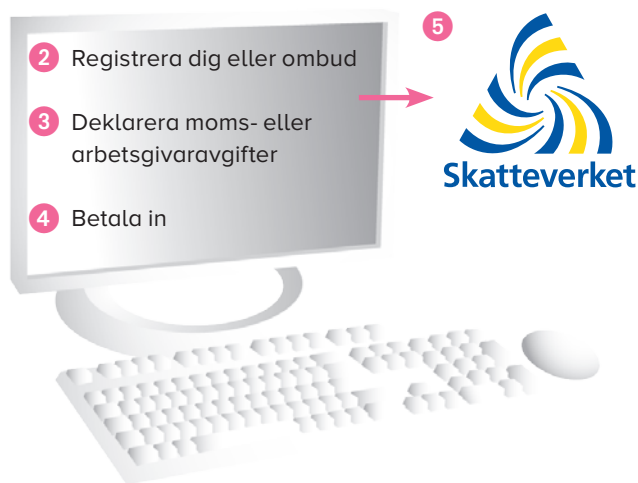 5
2 Registrera dig eller ombud
3 Deklarera moms- eller
arbetsgivaravgifter
4 Betala in
Skatteverket